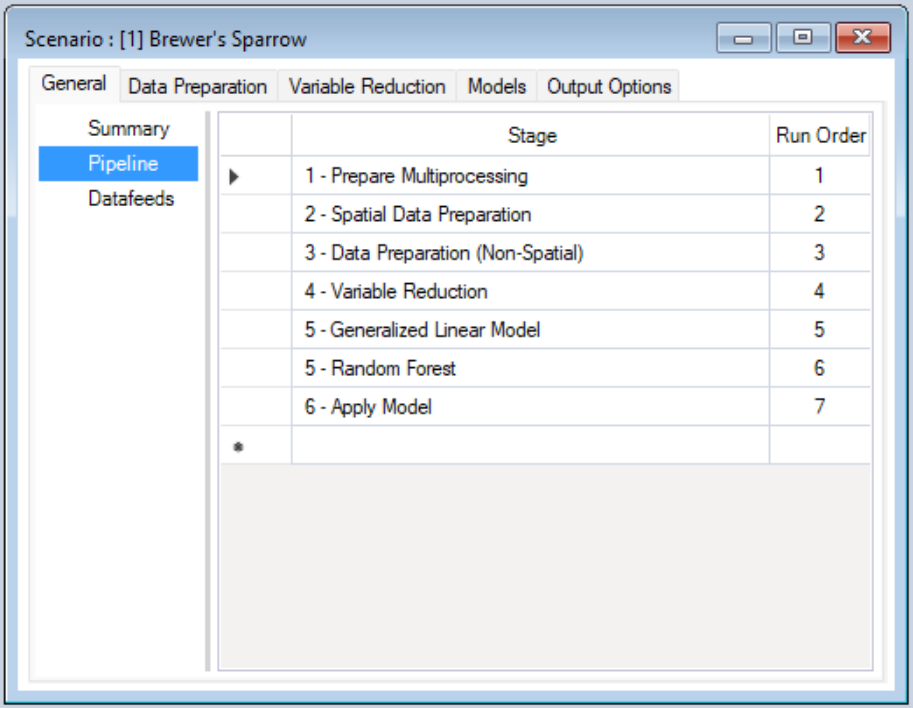 Scenario : [1] Brewer's Sparrow
General Data Preparation Variable Reduction Models Output Options
Summary
Pipeline
Datafeeds
Stage Run Order
1 - Prepare Multiprocessing 1
2 - Spatial Data Preparation 2
3 - Data Preparation (Non-Spatial) 3
4 - Variable Reduction 4
5 - Generalized Linear Model 5
5 - Random Forest 6
6 - Apply Model 7